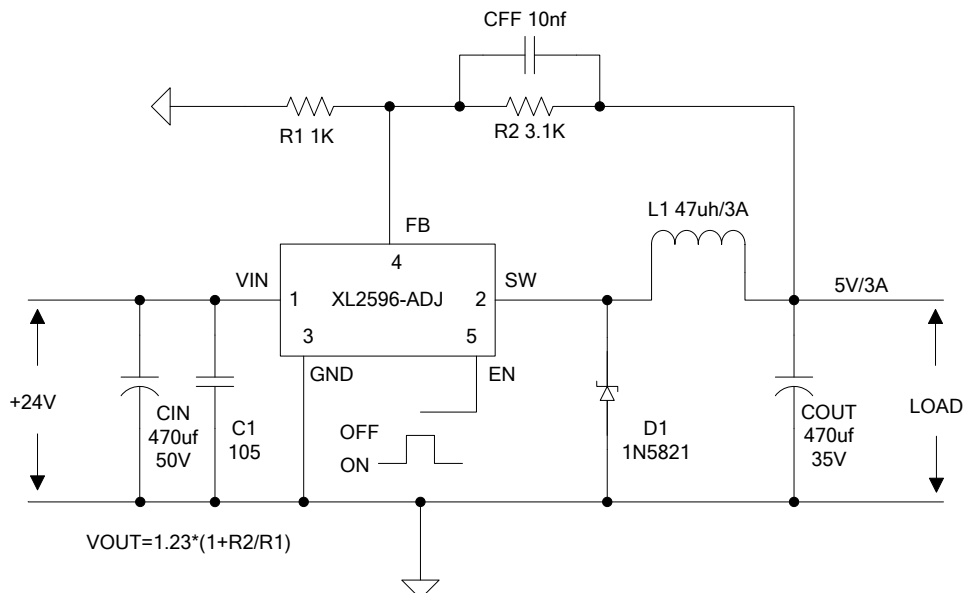 CFF 10nf
R1 1K
R2 3.1K
L1 47uh/3A
FB
4
VIN
SW
5V/3A
1
XL2596-ADJ
2
3
5
GND
EN
+24V
CIN
470uf
50V
C1
105
OFF
ON
D1
1N5821
COUT
470uf
35V
LOAD
VOUT=1.23*(1+R2/R1)